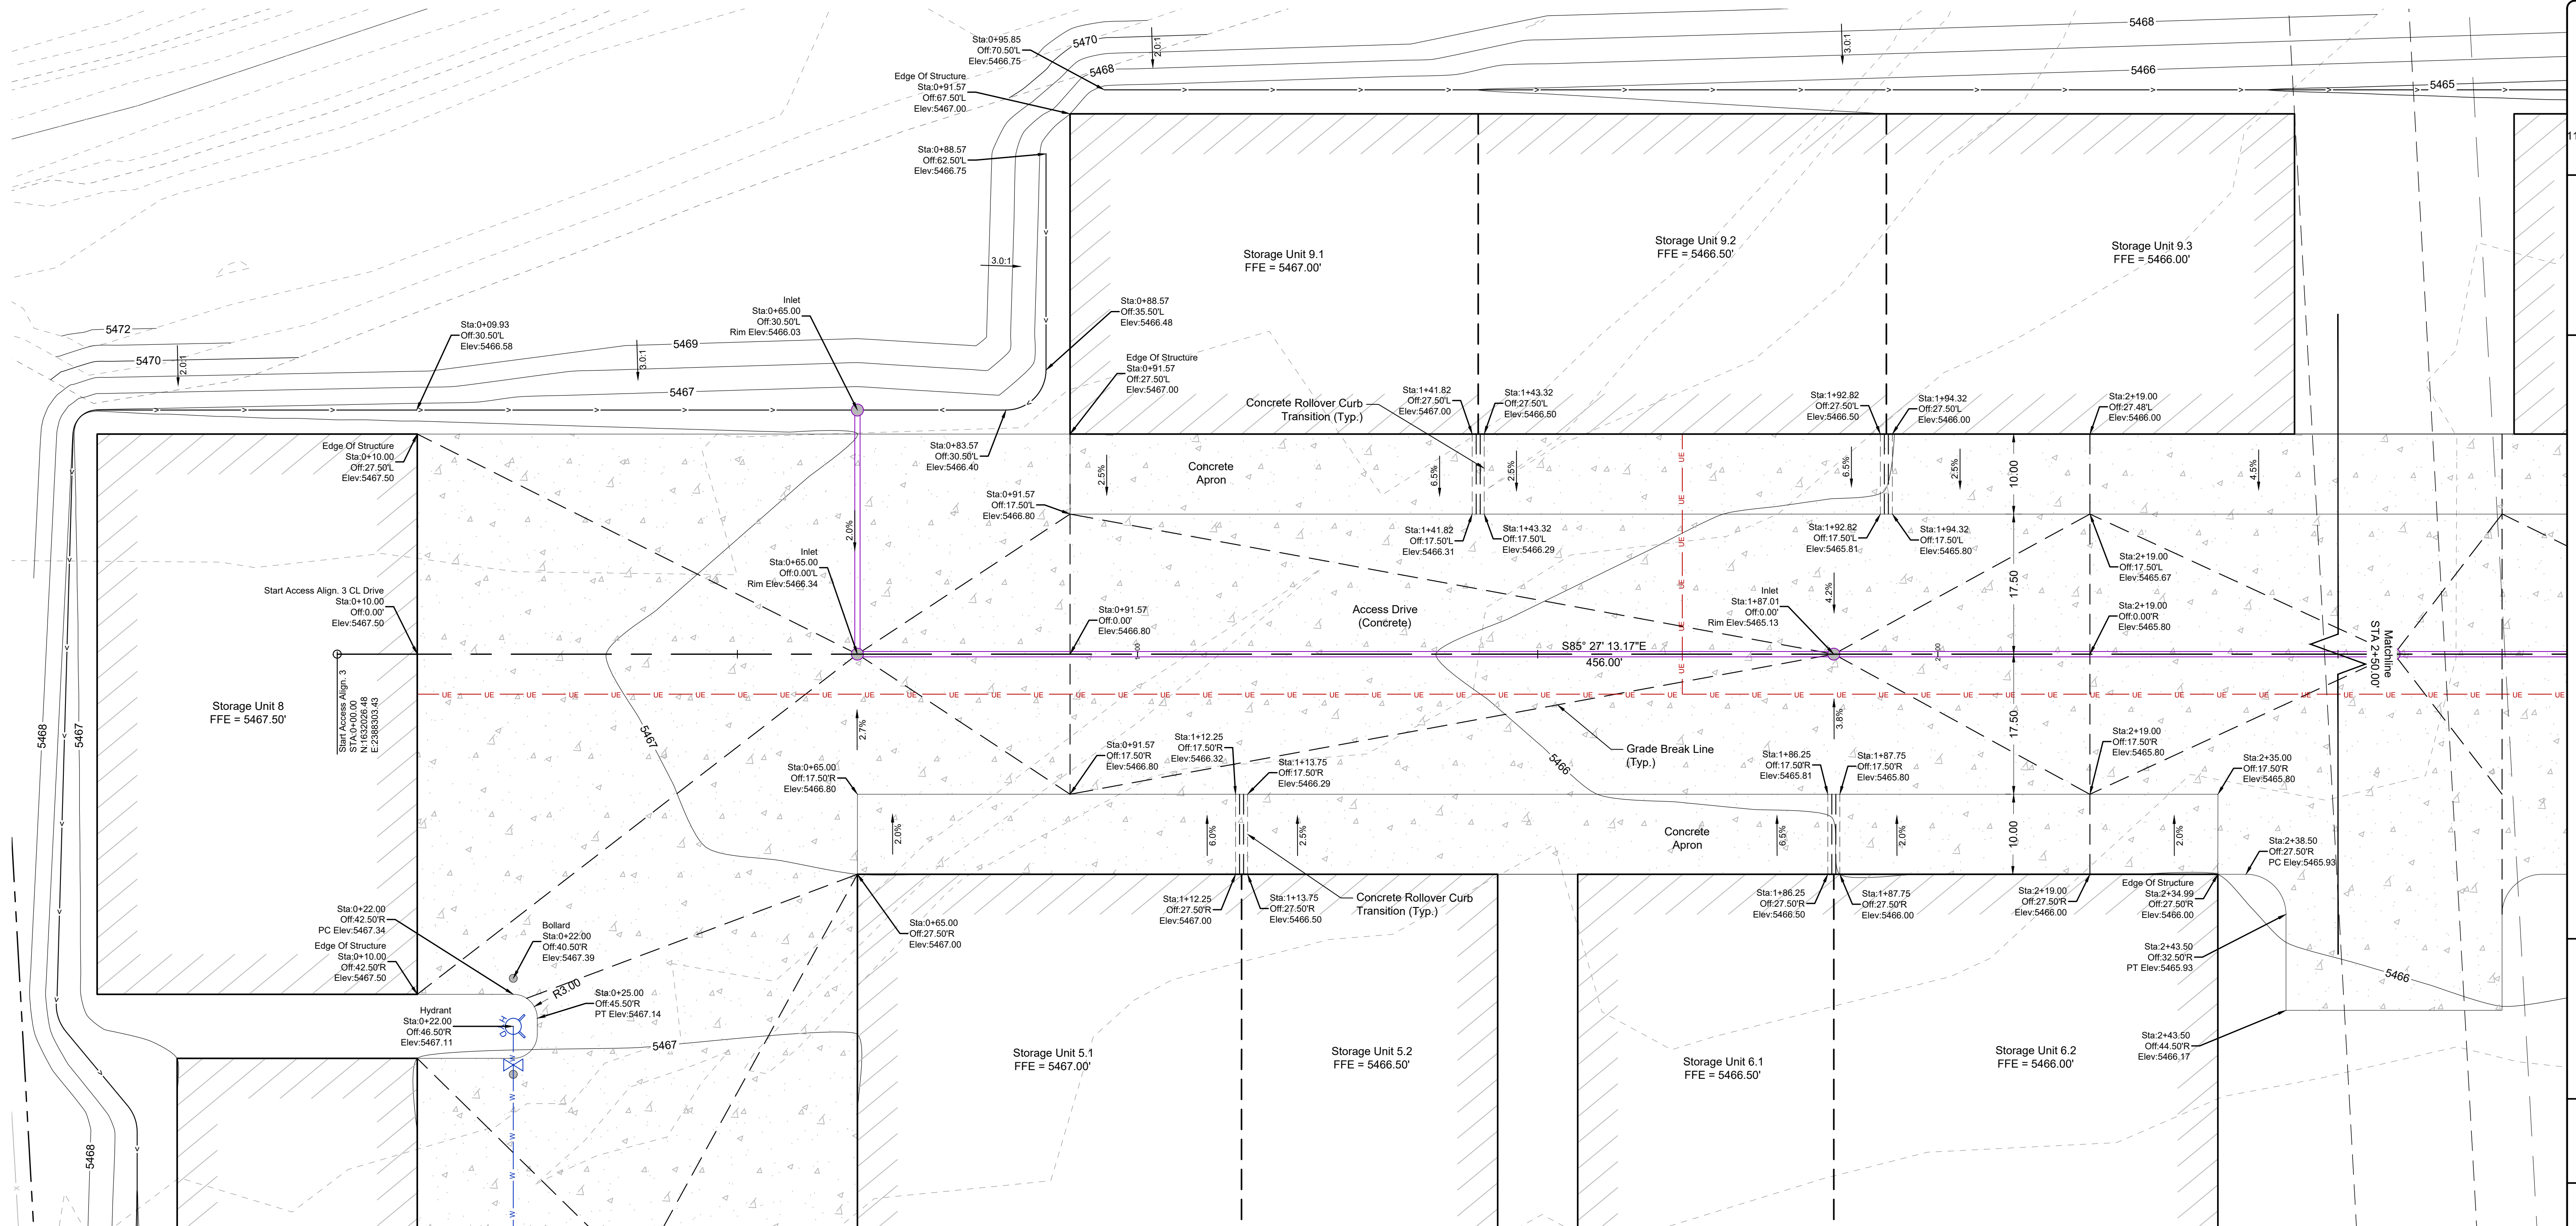 5468
5470
2.0:1
3.0:1
Sta:0+95.85
Off:70.50'L
Elev:5466.75
5468
5466
5465
Edge Of Structure
Sta:0+91.57
Off:67.50'L
Elev:5467.00
Sta:0+88.57
Off:62.50'L
Elev:5466.75
Storage Unit 9.1
FFE = 5467.00'
Storage Unit 9.2
FFE = 5466.50'
Storage Unit 9.3
FFE = 5466.00'
3.0:1
Inlet
Sta:0+65.00
Off:30.50'L
Rim Elev:5466.03
Sta:0+88.57
Off:35.50'L
Elev:5466.48
5472
5470
2.0:1
Sta:0+09.93
Off:30.50'L
Elev:5466.58
3.0:1
5469
5467
Edge Of Structure
Sta:0+91.57
Off:27.50'L
Elev:5467.00
Concrete Rollover Curb
Transition (Typ.)
Sta:1+41.82
Off:27.50'L
Elev:5467.00
Sta:1+43.32
Off:27.50'L
Elev:5466.50
Sta:1+92.82
Off:27.50'L
Elev:5466.50
Sta:1+94.32
Off:27.50'L
Elev:5466.00
Sta:2+19.00
Off:27.48'L
Elev:5466.00
Edge Of Structure
Sta:0+10.00
Off:27.50'L
Elev:5467.50
Sta:0+83.57
Off:30.50'L
Elev:5466.40
Concrete
Apron
2.5%
6.5%
2.5%
6.5%
2.5%
10.00
4.5%
UE
UE
UE
UE
UE
UE
Sta:0+91.57
Off:17.50'L
Elev:5466.80
Sta:1+41.82
Off:17.50'L
Elev:5466.31
Sta:1+43.32
Off:17.50'L
Elev:5466.29
Sta:1+92.82
Off:17.50'L
Elev:5465.81
Sta:1+94.32
Off:17.50'L
Elev:5465.80
Sta:2+19.00
Off:17.50'L
Elev:5465.67
2.0%
Inlet
Sta:0+65.00
Off:0.00'L
Rim Elev:5466.34
Start Access Align. 3 CL Drive
Sta:0+10.00
Off:0.00'
Elev:5467.50
Sta:0+91.57
Off:0.00'
Elev:5466.80
Access Drive
(Concrete)
Inlet
Sta:1+87.01
Off:0.00'
Rim Elev:5465.13
4.2%
17.50
Sta:2+19.00
Off:0.00'R
Elev:5465.80
S85° 27' 13.17"E
456.00'
1+00
2+00
Matchline
STA 2+50.00'
Start Access Align. 3
STA:0+00.00
N:1632026.48
E:2388303.43
Storage Unit 8
FFE = 5467.50'
5468
5467
5467
2.7%
3.8%
17.50
Sta:0+65.00
Off:17.50'R
Elev:5466.80
Sta:0+91.57
Off:17.50'R
Elev:5466.80
Sta:1+12.25
Off:17.50'R
Elev:5466.32
Sta:1+13.75
Off:17.50'R
Elev:5466.29
5466
Grade Break Line
(Typ.)
Sta:1+86.25
Off:17.50'R
Elev:5465.81
Sta:1+87.75
Off:17.50'R
Elev:5465.80
Sta:2+19.00
Off:17.50'R
Elev:5465.80
Sta:2+35.00
Off:17.50'R
Elev:5465.80
2.0%
6.0%
2.5%
Concrete
Apron
6.5%
2.0%
10.00
2.0%
Sta:2+38.50
Off:27.50'R
PC Elev:5465.93
Sta:0+22.00
Off:42.50'R
PC Elev:5467.34
Edge Of Structure
Sta:0+10.00
Off:42.50'R
Elev:5467.50
Bollard
Sta:0+22.00
Off:40.50'R
Elev:5467.39
Sta:0+65.00
Off:27.50'R
Elev:5467.00
Sta:1+12.25
Off:27.50'R
Elev:5467.00
Sta:1+13.75
Off:27.50'R
Elev:5466.50
Concrete Rollover Curb
Transition (Typ.)
Sta:1+86.25
Off:27.50'R
Elev:5466.50
Sta:1+87.75
Off:27.50'R
Elev:5466.00
Sta:2+19.00
Off:27.50'R
Elev:5466.00
Edge Of Structure
Sta:2+34.99
Off:27.50'R
Elev:5466.00
Sta:2+43.50
Off:32.50'R
PT Elev:5465.93
5466
R3.00
Sta:0+25.00
Off:45.50'R
PT Elev:5467.14
Hydrant
Sta:0+22.00
Off:46.50'R
Elev:5467.11
5467
Storage Unit 5.1
FFE = 5467.00'
Storage Unit 5.2
FFE = 5466.50'
Storage Unit 6.1
FFE = 5466.50'
Storage Unit 6.2
FFE = 5466.00'
Sta:2+43.50
Off:44.50'R
Elev:5466.17
5468
W
W
W
W